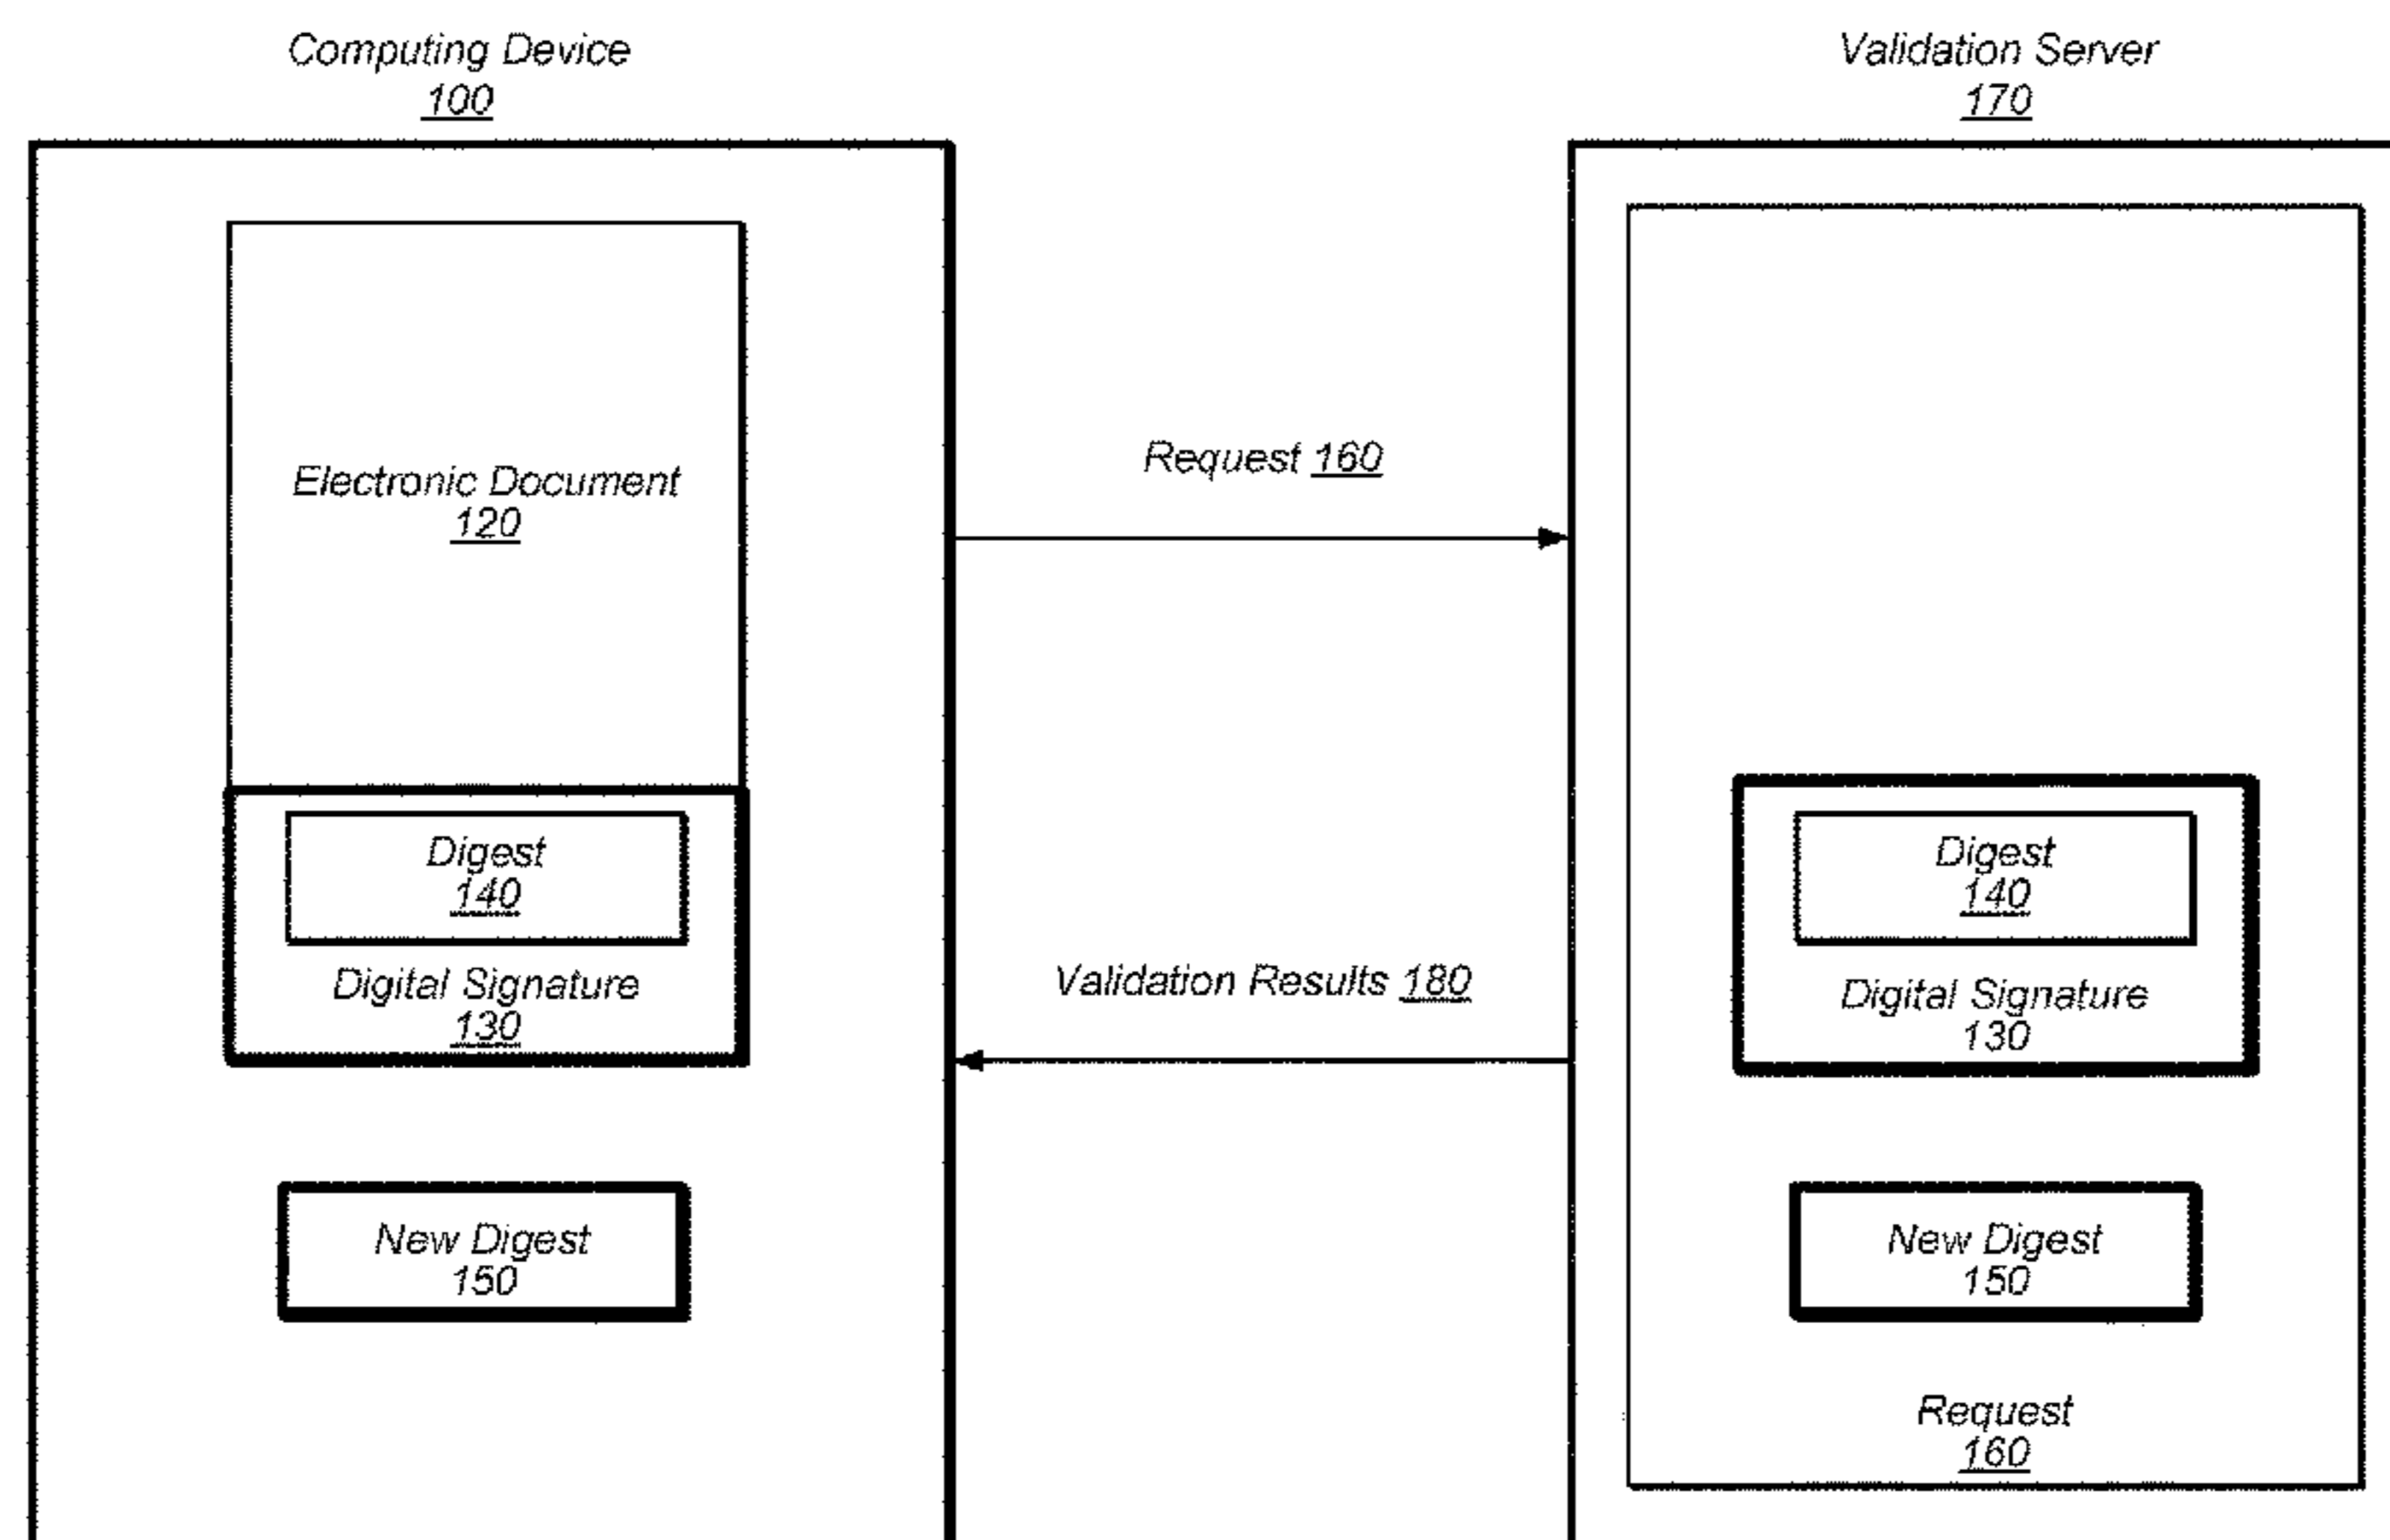 Computing Device
100
Validation Server
170
Electronic Document
120
Digest
140
Digital Signature
130
New Digest
150
Request 160
Validation Results 180
Digest
140
Digital Signature
130
New Digest
150
Request
160